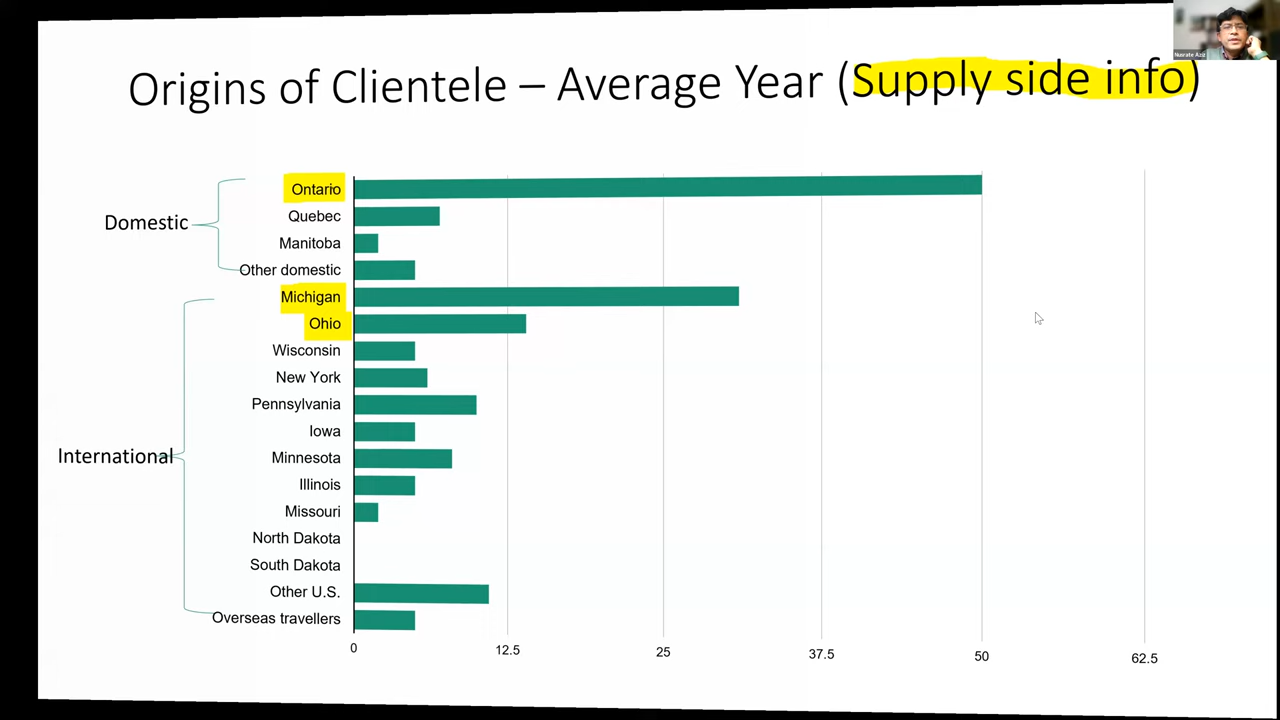 Nusrate Aziz
Origins of Clientele – Average Year (Supply side info)
Domestic
International
Ontario
Quebec
Manitoba
Other domestic
Michigan
Ohio
Wisconsin
New York
Pennsylvania
Iowa
Minnesota
Illinois
Missouri
North Dakota
South Dakota
Other U.S.
Overseas travellers
0 12.5 25 37.5 50 62.5